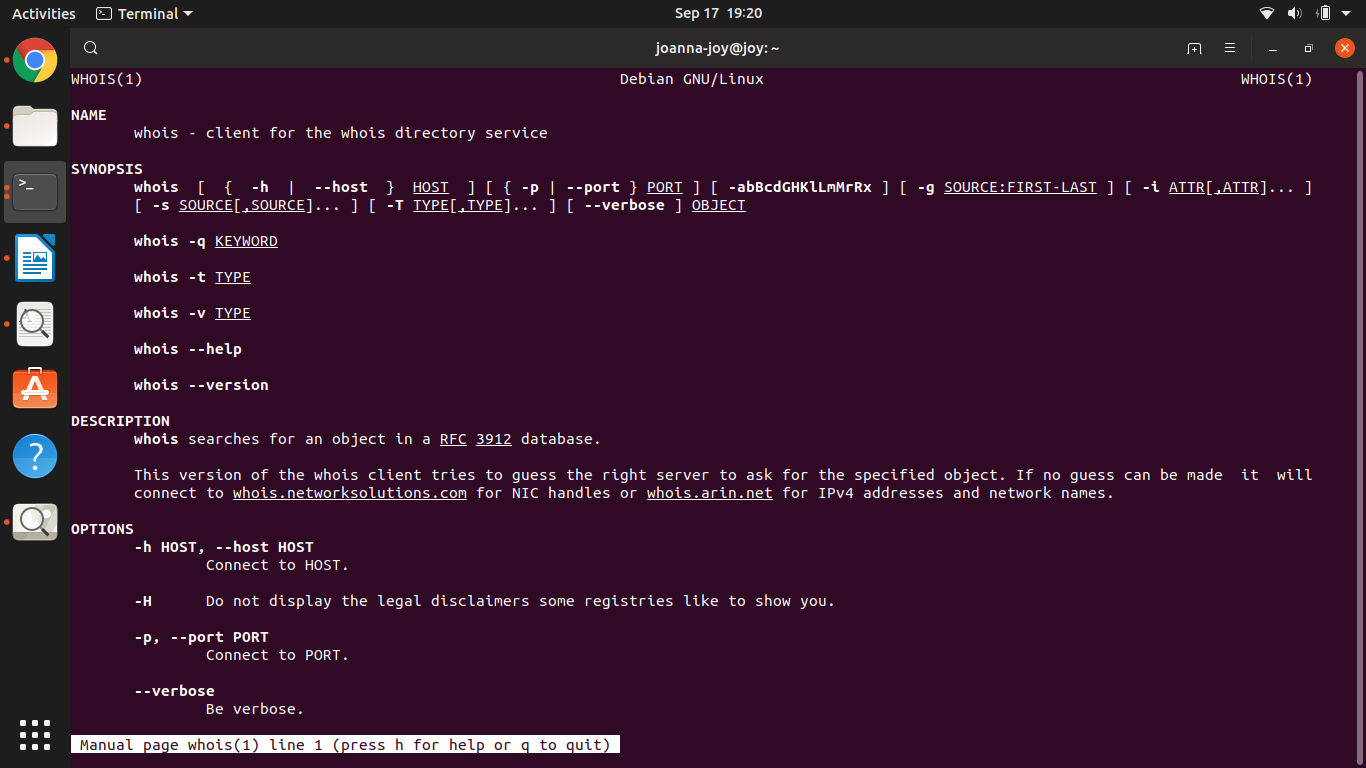 Activities Terminal Sep 17 19:20
joanna-joy@joy: ~
WHOIS(1) Debian GNU/Linux WHOIS(1)
NAME
whois - client for the whois directory service
SYNOPSIS
whois [ { -h | --host } HOST ] [ { -p | --port } PORT ] [ -abBcdGHKlLmMrRx ] [ -g SOURCE:FIRST-LAST ] [ -i ATTR[,ATTR]... ]
[ -s SOURCE[,SOURCE]... ] [ -T TYPE[,TYPE]... ] [ --verbose ] OBJECT
whois -q KEYWORD
whois -t TYPE
whois -v TYPE
whois --help
whois --version
DESCRIPTION
whois searches for an object in a RFC 3912 database.
This version of the whois client tries to guess the right server to ask for the specified object. If no guess can be made it will
connect to whois.networksolutions.com for NIC handles or whois.arin.net for IPv4 addresses and network names.
OPTIONS
-h HOST, --host HOST
Connect to HOST.
-H Do not display the legal disclaimers some registries like to show you.
-p, --port PORT
Connect to PORT.
--verbose
Be verbose.
Manual page whois(1) line 1 (press h for help or q to quit)